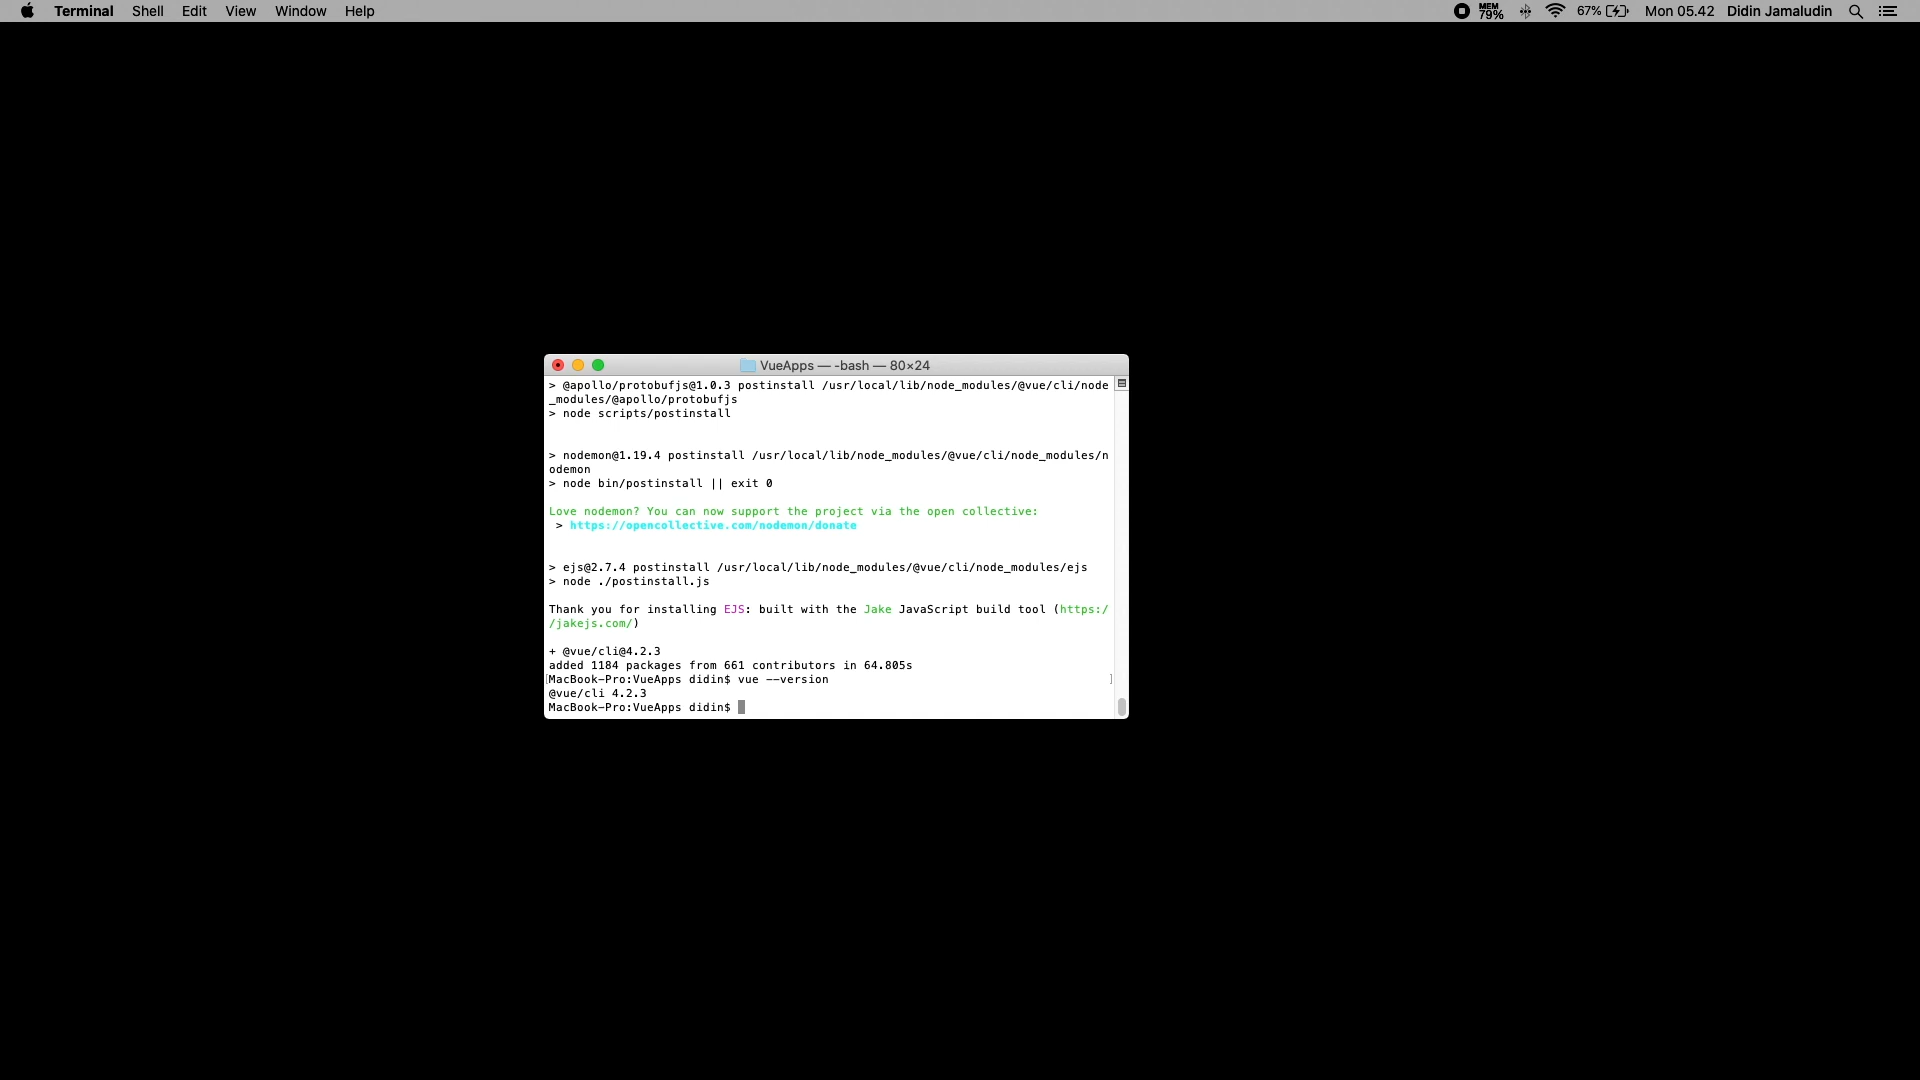 Terminal Shell Edit View Window Help MEM 79% 67% Mon 05.42 Didin Jamaludin
VueApps — -bash — 80×24
> @apollo/protobufjs@1.0.3 postinstall /usr/local/lib/node_modules/@vue/cli/node
_modules/@apollo/protobufjs
> node scripts/postinstall
> nodemon@1.19.4 postinstall /usr/local/lib/node_modules/@vue/cli/node_modules/n
odemon
> node bin/postinstall || exit 0
Love nodemon? You can now support the project via the open collective:
> https://opencollective.com/nodemon/donate
> ejs@2.7.4 postinstall /usr/local/lib/node_modules/@vue/cli/node_modules/ejs
> node ./postinstall.js
Thank you for installing EJS: built with the Jake JavaScript build tool (https:/
/jakejs.com/)
+ @vue/cli@4.2.3
added 1184 packages from 661 contributors in 64.805s
[MacBook-Pro:VueApps didin$ vue --version ]
@vue/cli 4.2.3
MacBook-Pro:VueApps didin$